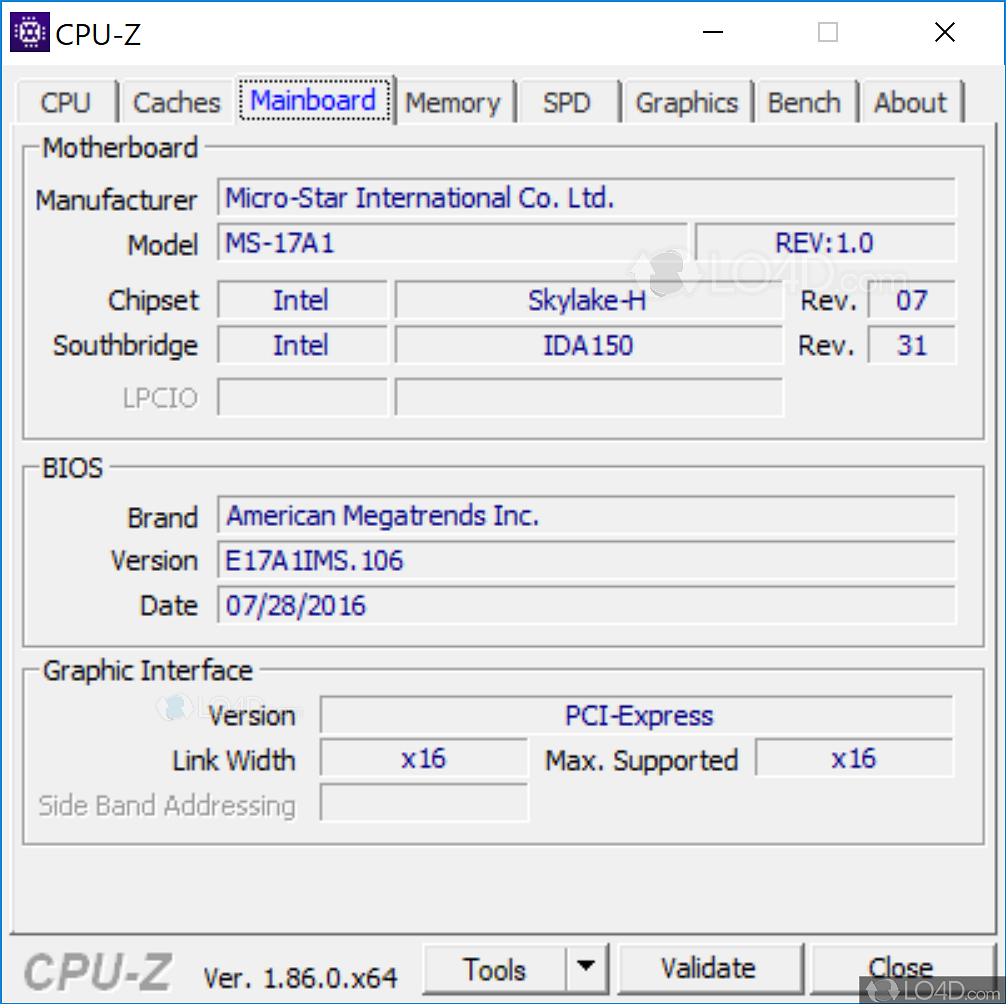 CPU-Z
CPU Caches Mainboard Memory SPD Graphics Bench About
Motherboard
Manufacturer Micro-Star International Co. Ltd.
Model MS-17A1 REV:1.0
LO4D.com
Chipset Intel Skylake-H Rev. 07
Southbridge Intel IDA150 Rev. 31
LPCIO
BIOS
Brand American Megatrends Inc.
Version E17A1IMS.106
Date 07/28/2016
Graphic Interface
LO4D
Version PCI-Express
Link Width x16 Max. Supported x16
Side Band Addressing
CPU-Z Ver. 1.86.0.x64 Tools Validate Close
LO4D.com